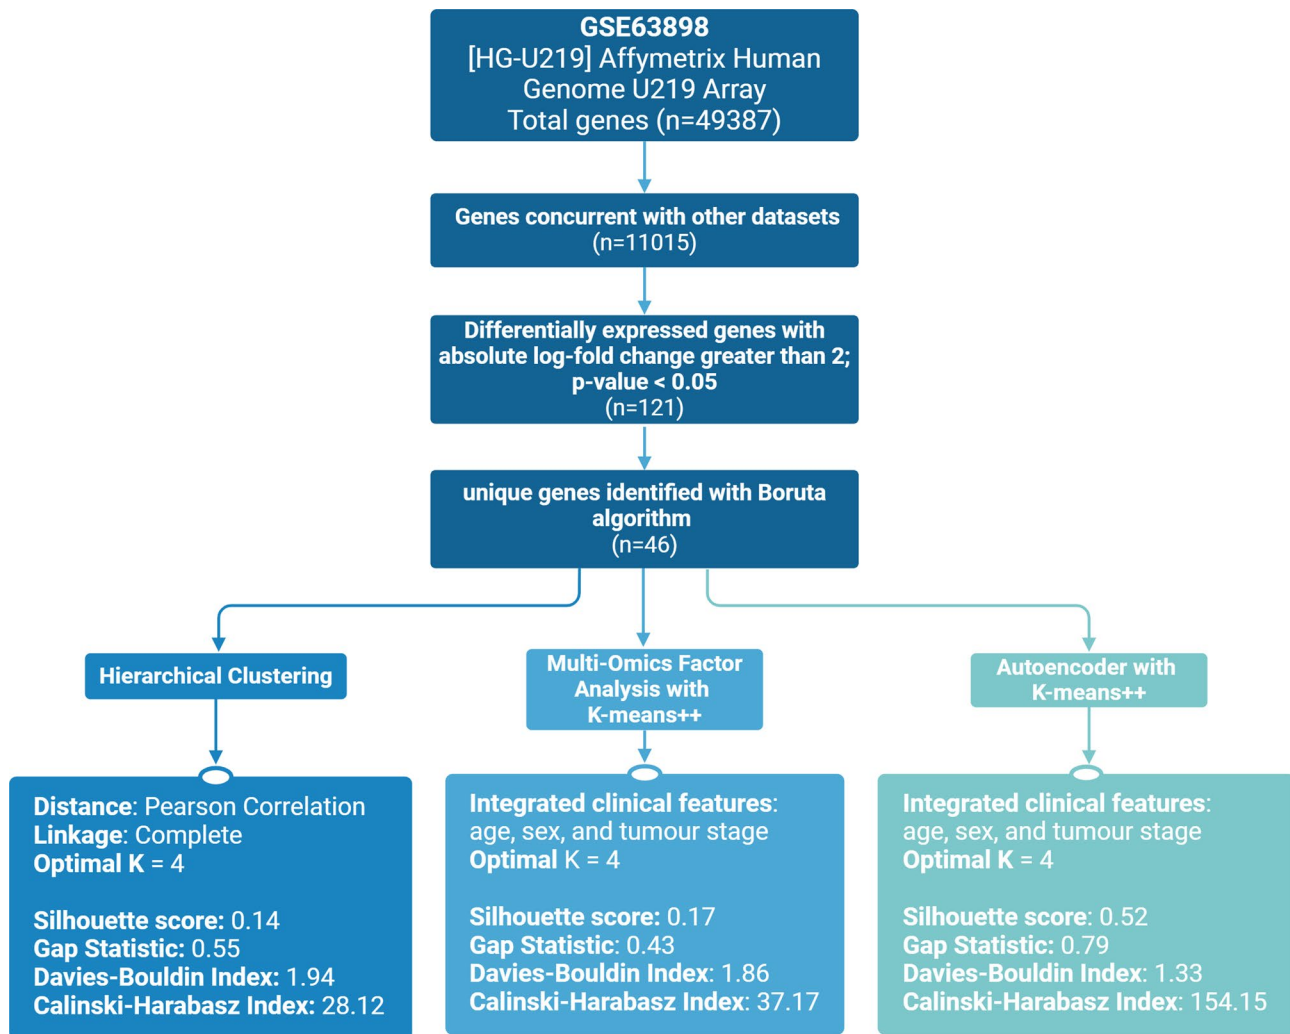 GSE63898
[HG-U219] Affymetrix Human
Genome U219 Array
Total genes (n=49387)
Genes concurrent with other datasets
(n=11015)
Differentially expressed genes with
absolute log-fold change greater than 2;
p-value < 0.05
(n=121)
unique genes identified with Boruta
algorithm
(n=46)
Hierarchical Clustering
Distance: Pearson Correlation
Linkage: Complete
Optimal K = 4
Silhouette score: 0.14
Gap Statistic: 0.55
Davies-Bouldin Index: 1.94
Calinski-Harabasz Index: 28.12
Multi-Omics Factor
Analysis with
K-means++
Integrated clinical features:
age, sex, and tumour stage
Optimal K = 4
Silhouette score: 0.17
Gap Statistic: 0.43
Davies-Bouldin Index: 1.86
Calinski-Harabasz Index: 37.17
Autoencoder with
K-means++
Integrated clinical features:
age, sex, and tumour stage
Optimal K = 4
Silhouette score: 0.52
Gap Statistic: 0.79
Davies-Bouldin Index: 1.33
Calinski-Harabasz Index: 154.15